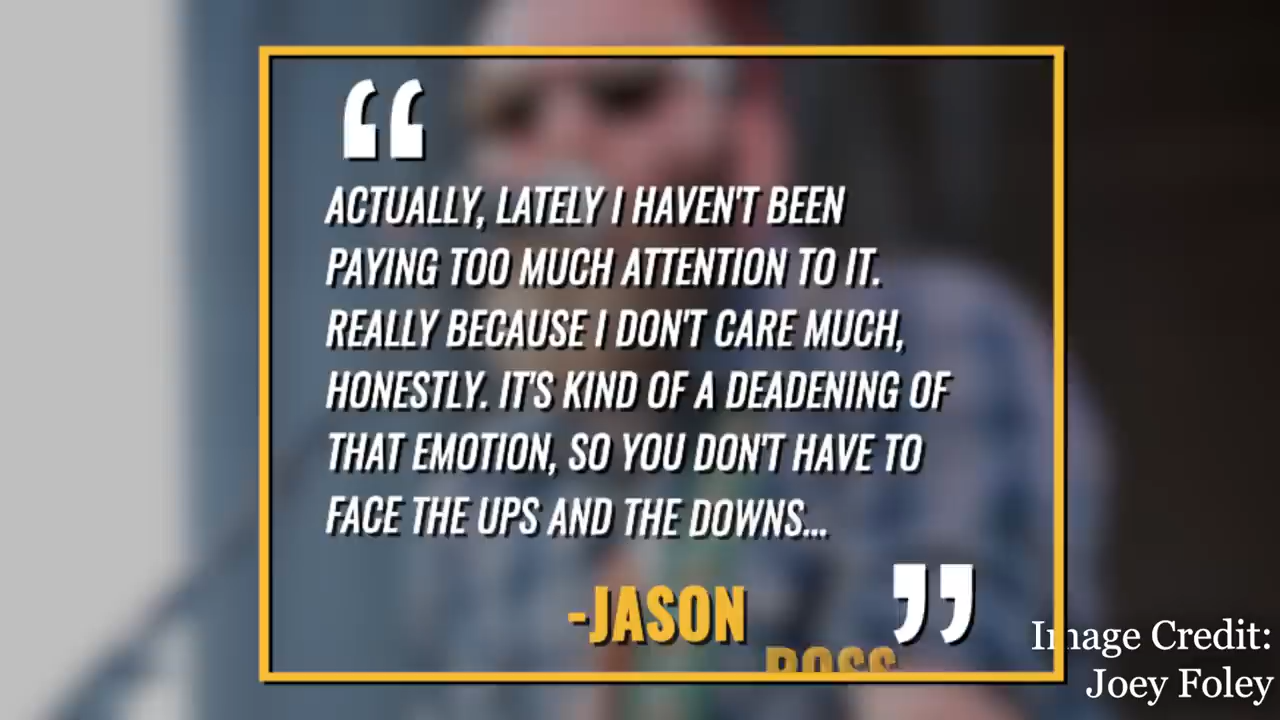 “
ACTUALLY, LATELY I HAVEN'T BEEN
PAYING TOO MUCH ATTENTION TO IT.
REALLY BECAUSE I DON'T CARE MUCH,
HONESTLY. IT'S KIND OF A DEADENING OF
THAT EMOTION, SO YOU DON'T HAVE TO
FACE THE UPS AND THE DOWNS...
-JASON ”
ROSS
Image Credit:
Joey Foley